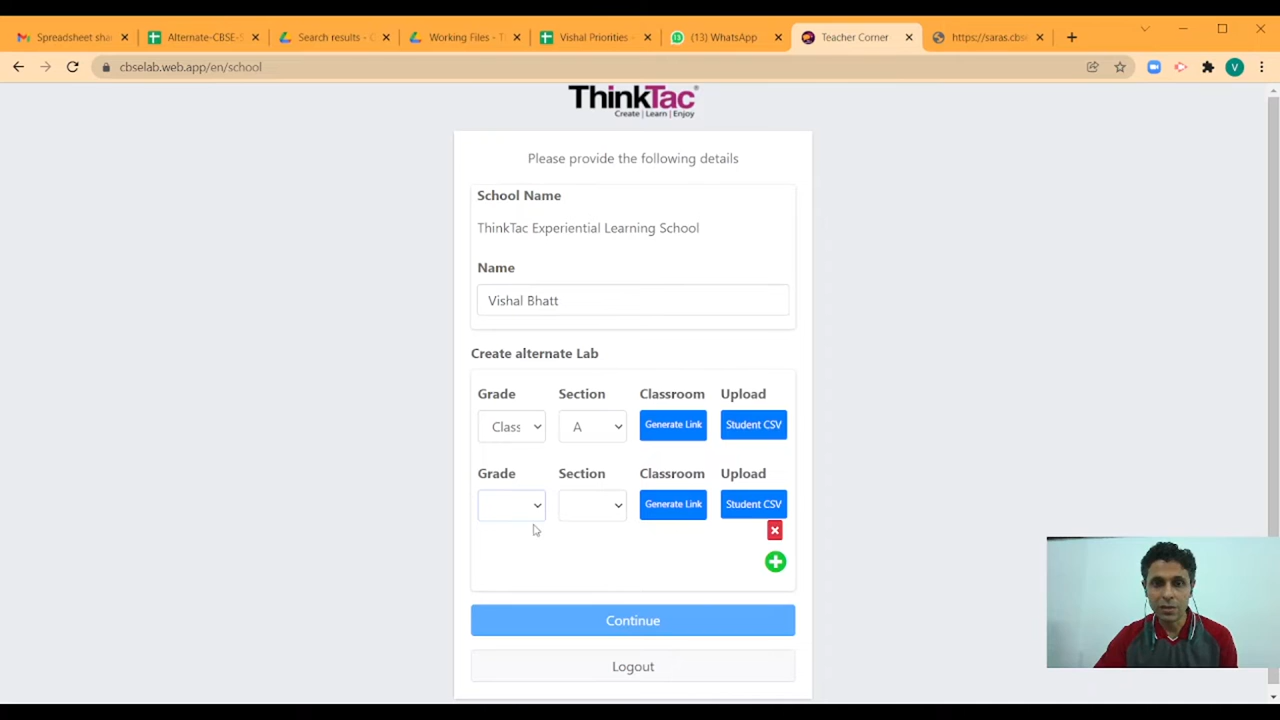 Spreadsheet sha
Alternate-CBSE-S
Search results - G
Working Files - T
Vishal Priorities -
(13) WhatsApp
Teacher Corner
https://saras.cbs
cbselab.web.app/en/school
V
ThinkTac
Create | Learn | Enjoy
Please provide the following details
School Name
ThinkTac Experiential Learning School
Name
Vishal Bhatt
Create alternate Lab
Grade Section Classroom Upload
Class A Generate Link Student CSV
Grade Section Classroom Upload
Generate Link Student CSV
Continue
Logout